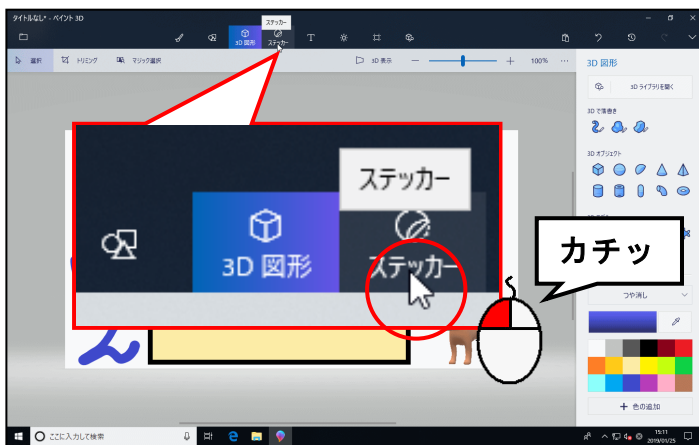 タイトルなし* - ペイント 3D
ステッカー
3D 図形
ステッカー
選択
トリミング
マジック選択
3D 表示
100%
3D 図形
3D ライブラリを開く
3D で落書き
3D オブジェクト
ステッカー
3D 図形
ステッカー
カチッ
つや消し
色の追加
ここに入力して検索
15:11
2019/01/25